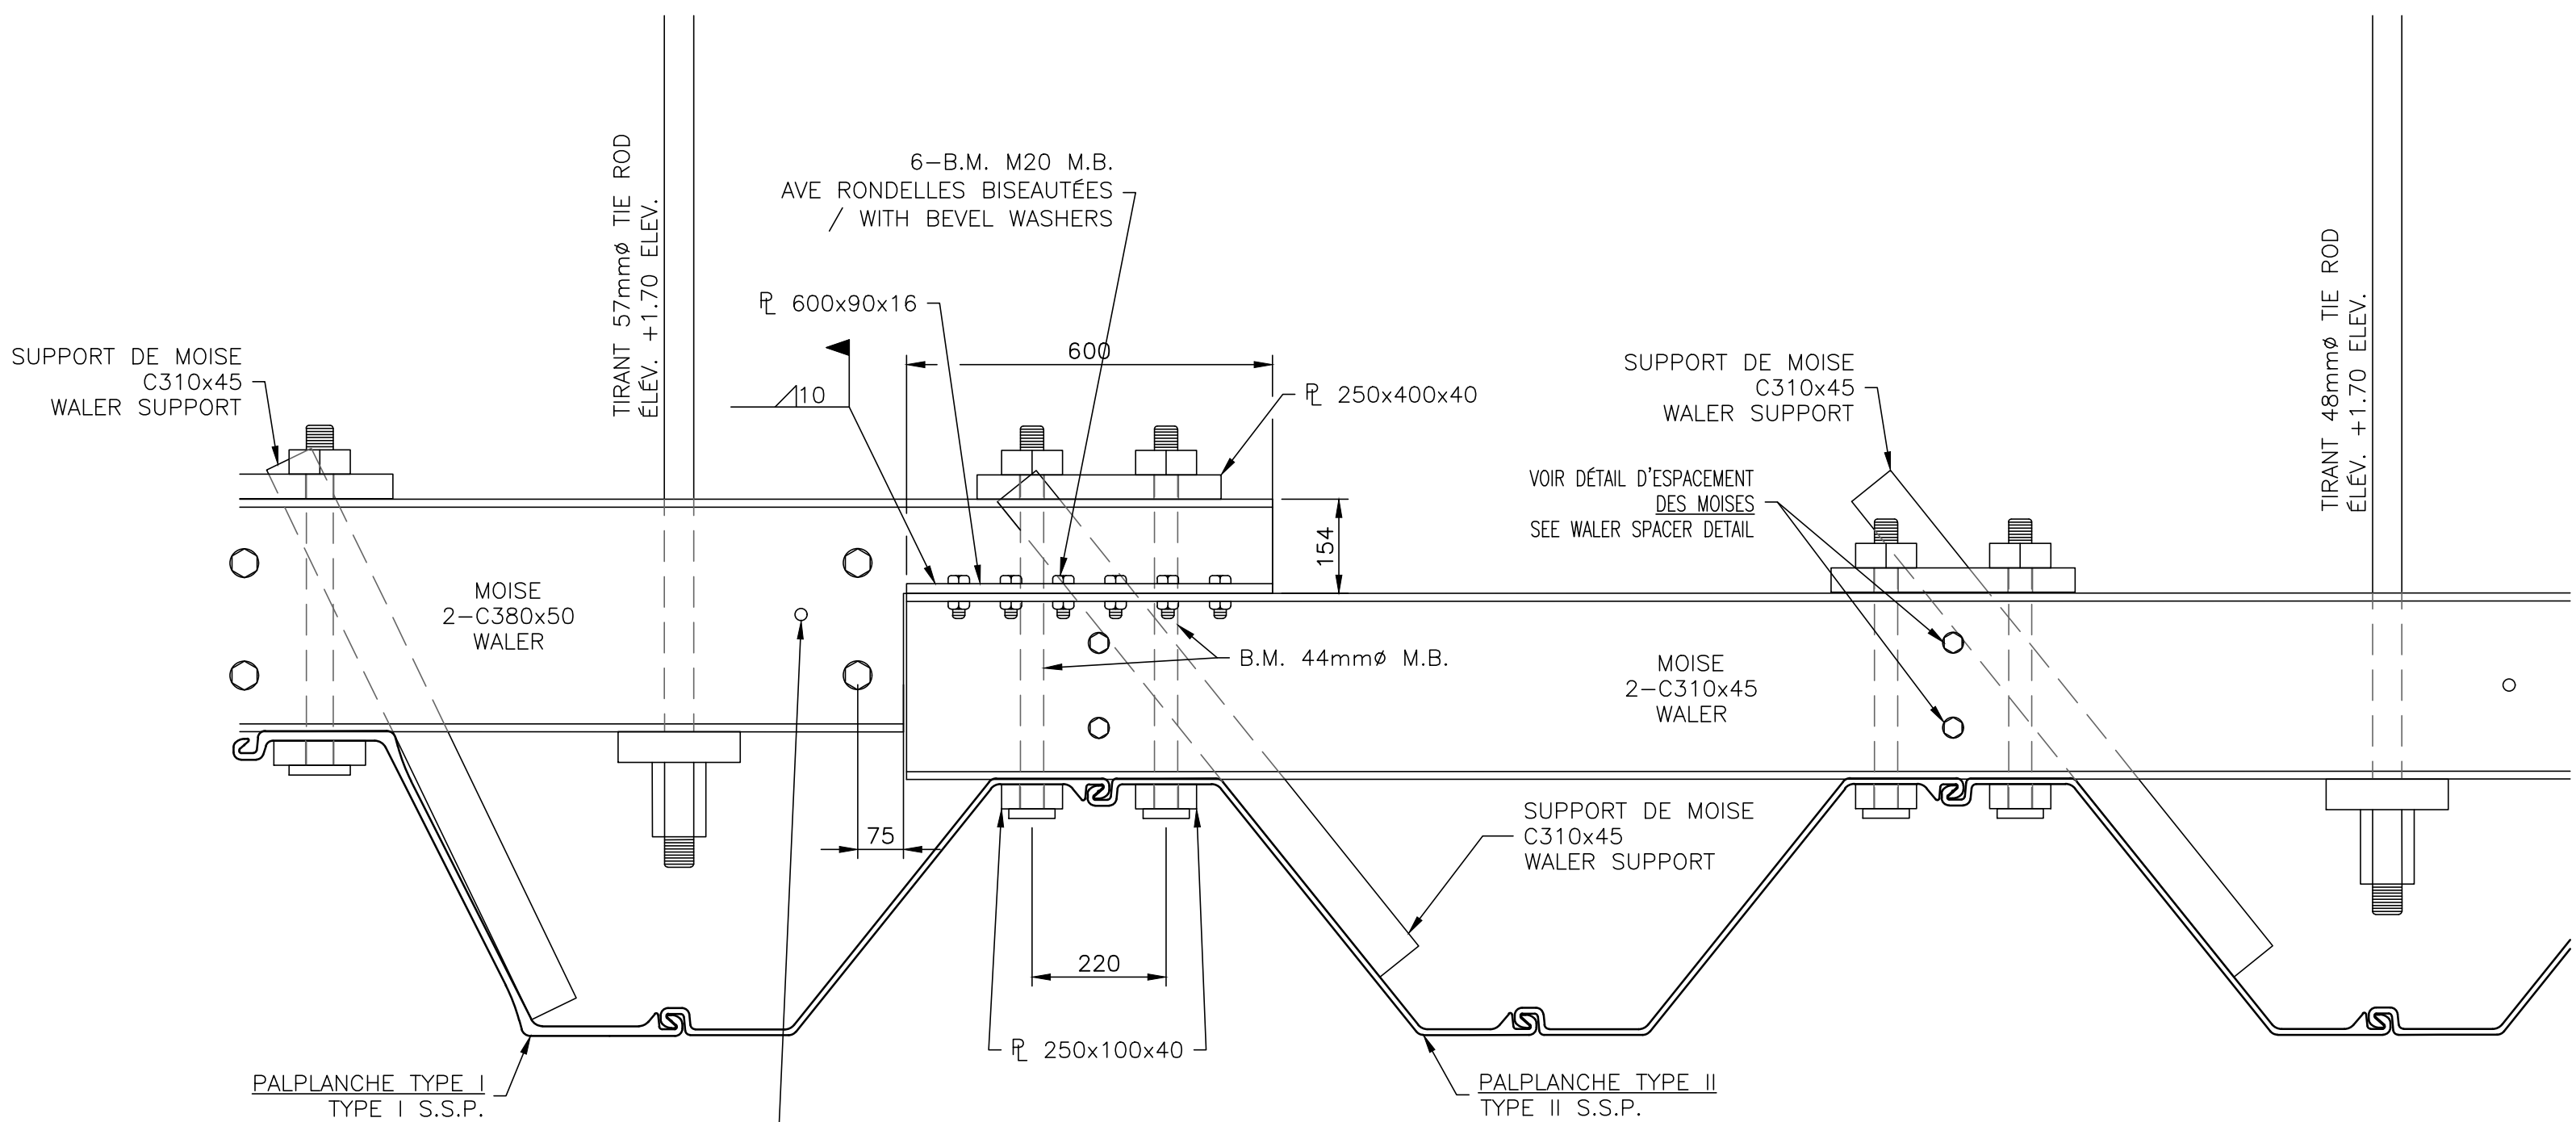 6-B.M. M20 M.B.
AVE RONDELLES BISEAUTÉES
/ WITH BEVEL WASHERS
TIRANT 57mmø TIE ROD
ÉLÉV. +1.70 ELEV.
℄ 600x90x16
600
SUPPORT DE MOISE
C310x45
WALER SUPPORT
10
℄ 250x400x40
SUPPORT DE MOISE
C310x45
WALER SUPPORT
TIRANT 48mmø TIE ROD
ÉLÉV. +1.70 ELEV.
VOIR DÉTAIL D'ESPACEMENT
DES MOISES
SEE WALER SPACER DETAIL
154
MOISE
2-C380x50
WALER
B.M. 44mmø M.B.
MOISE
2-C310x45
WALER
75
SUPPORT DE MOISE
C310x45
WALER SUPPORT
220
℄ 250x100x40
PALPLANCHE TYPE I
TYPE I S.S.P.
PALPLANCHE TYPE II
TYPE II S.S.P.